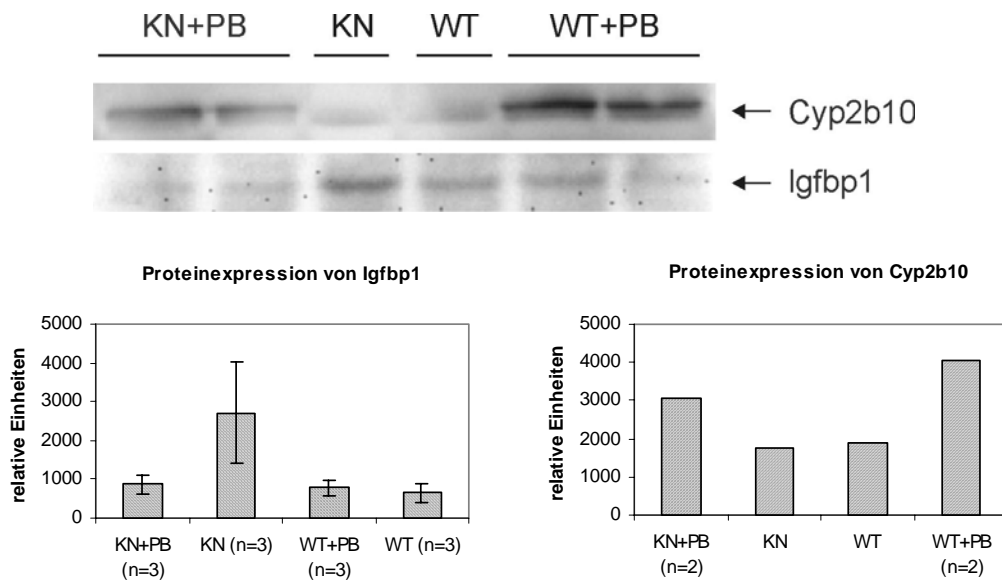 KN+PB KN WT WT+PB
Cyp2b10
Igfbp1
Proteinexpression von Igfbp1
relative Einheiten
5000
4000
3000
2000
1000
0
KN+PB KN (n=3) WT+PB WT (n=3)
(n=3) (n=3)
Proteinexpression von Cyp2b10
relative Einheiten
5000
4000
3000
2000
1000
0
KN+PB KN WT WT+PB
(n=2) (n=2)